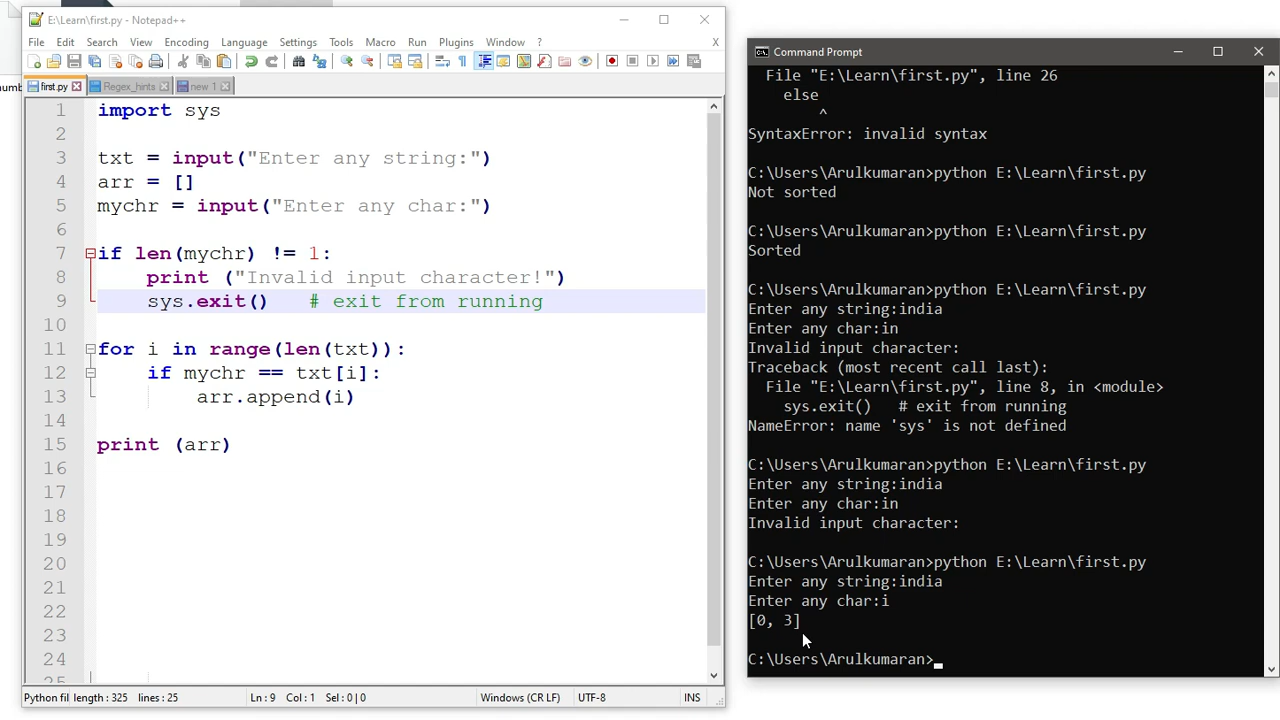 E:\Learn\first.py - Notepad++
File Edit Search View Encoding Language Settings Tools Macro Run Plugins Window ? X
first.py Regex_hints new 1
1 import sys
2
3 txt = input("Enter any string:")
4 arr = []
5 mychr = input("Enter any char:")
6
7 if len(mychr) != 1:
8 print ("Invalid input character!")
9 sys.exit() # exit from running
10
11 for i in range(len(txt)):
12 if mychr == txt[i]:
13 arr.append(i)
14
15 print (arr)
16
17
18
19
20
21
22
23
24
25
Python fil length : 325 lines : 25 Ln : 9 Col : 1 Sel : 0 | 0 Windows (CR LF) UTF-8 INS
Command Prompt
File "E:\Learn\first.py", line 26
else
^
SyntaxError: invalid syntax
C:\Users\Arulkumaran>python E:\Learn\first.py
Not sorted
C:\Users\Arulkumaran>python E:\Learn\first.py
Sorted
C:\Users\Arulkumaran>python E:\Learn\first.py
Enter any string:india
Enter any char:in
Invalid input character:
Traceback (most recent call last):
File "E:\Learn\first.py", line 8, in <module>
sys.exit() # exit from running
NameError: name 'sys' is not defined
C:\Users\Arulkumaran>python E:\Learn\first.py
Enter any string:india
Enter any char:in
Invalid input character:
C:\Users\Arulkumaran>python E:\Learn\first.py
Enter any string:india
Enter any char:i
[0, 3]
C:\Users\Arulkumaran>